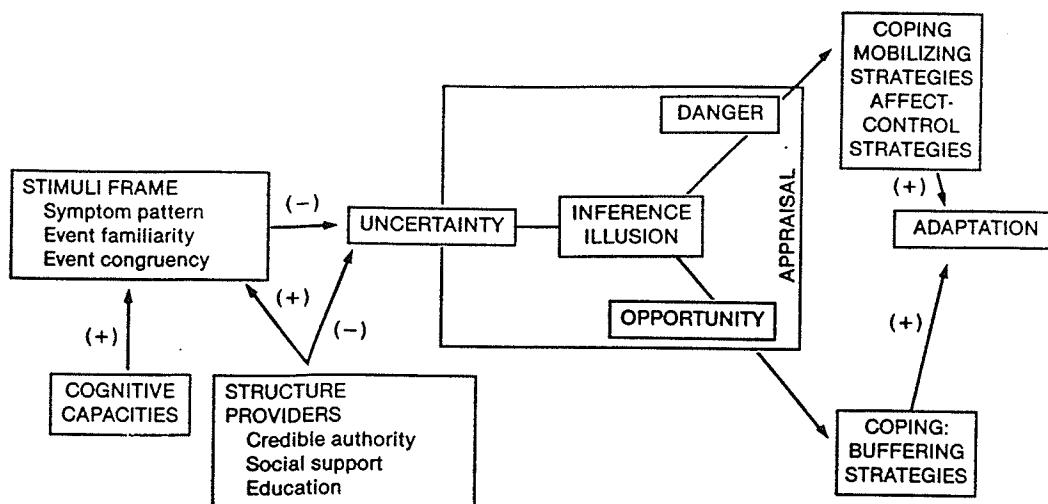 COPING
MOBILIZING
STRATEGIES
AFFECT-
CONTROL
STRATEGIES
DANGER
STIMULI FRAME
Symptom pattern
Event familiarity
Event congruency
(-)
UNCERTAINTY
INFERENCE
ILLUSION
APPRAISAL
(+)
ADAPTATION
OPPORTUNITY
(+)
(+)
(-)
(+)
COGNITIVE
CAPACITIES
STRUCTURE
PROVIDERS
Credible authority
Social support
Education
COPING:
BUFFERING
STRATEGIES